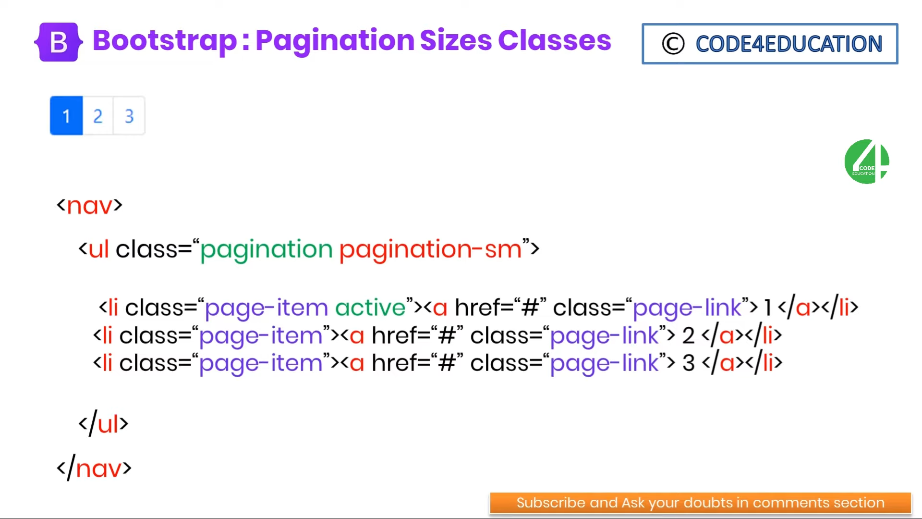 B Bootstrap : Pagination Sizes Classes
© CODE4EDUCATION
1 2 3
4 CODE EDUCATION
<nav>
<ul class=“pagination pagination-sm”>
<li class=“page-item active”><a href=“#” class=“page-link”> 1 </a></li>
<li class=“page-item”><a href=“#” class=“page-link”> 2 </a></li>
<li class=“page-item”><a href=“#” class=“page-link”> 3 </a></li>
</ul>
</nav>
Subscribe and Ask your doubts in comments section